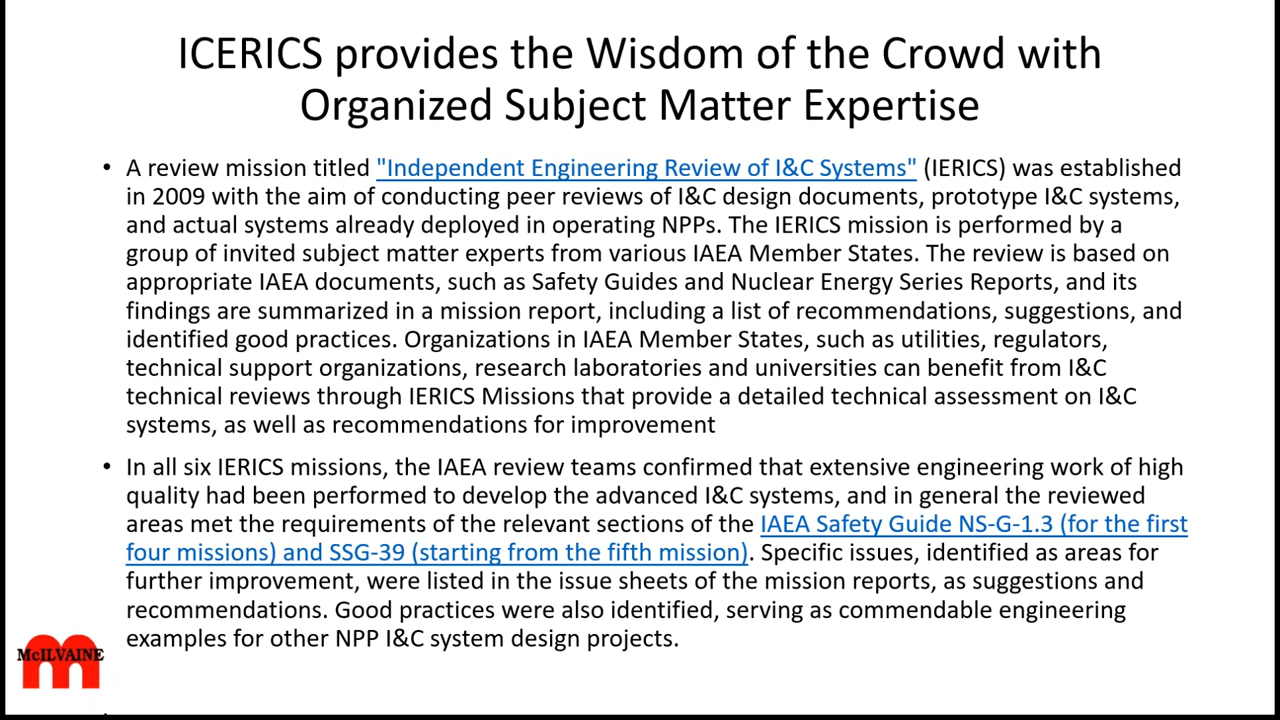 ICERICS provides the Wisdom of the Crowd with
Organized Subject Matter Expertise
• A review mission titled "Independent Engineering Review of I&C Systems" (IERICS) was established
in 2009 with the aim of conducting peer reviews of I&C design documents, prototype I&C systems,
and actual systems already deployed in operating NPPs. The IERICS mission is performed by a
group of invited subject matter experts from various IAEA Member States. The review is based on
appropriate IAEA documents, such as Safety Guides and Nuclear Energy Series Reports, and its
findings are summarized in a mission report, including a list of recommendations, suggestions, and
identified good practices. Organizations in IAEA Member States, such as utilities, regulators,
technical support organizations, research laboratories and universities can benefit from I&C
technical reviews through IERICS Missions that provide a detailed technical assessment on I&C
systems, as well as recommendations for improvement
• In all six IERICS missions, the IAEA review teams confirmed that extensive engineering work of high
quality had been performed to develop the advanced I&C systems, and in general the reviewed
areas met the requirements of the relevant sections of the IAEA Safety Guide NS-G-1.3 (for the first
four missions) and SSG-39 (starting from the fifth mission). Specific issues, identified as areas for
further improvement, were listed in the issue sheets of the mission reports, as suggestions and
recommendations. Good practices were also identified, serving as commendable engineering
examples for other NPP I&C system design projects.
McILVAINE